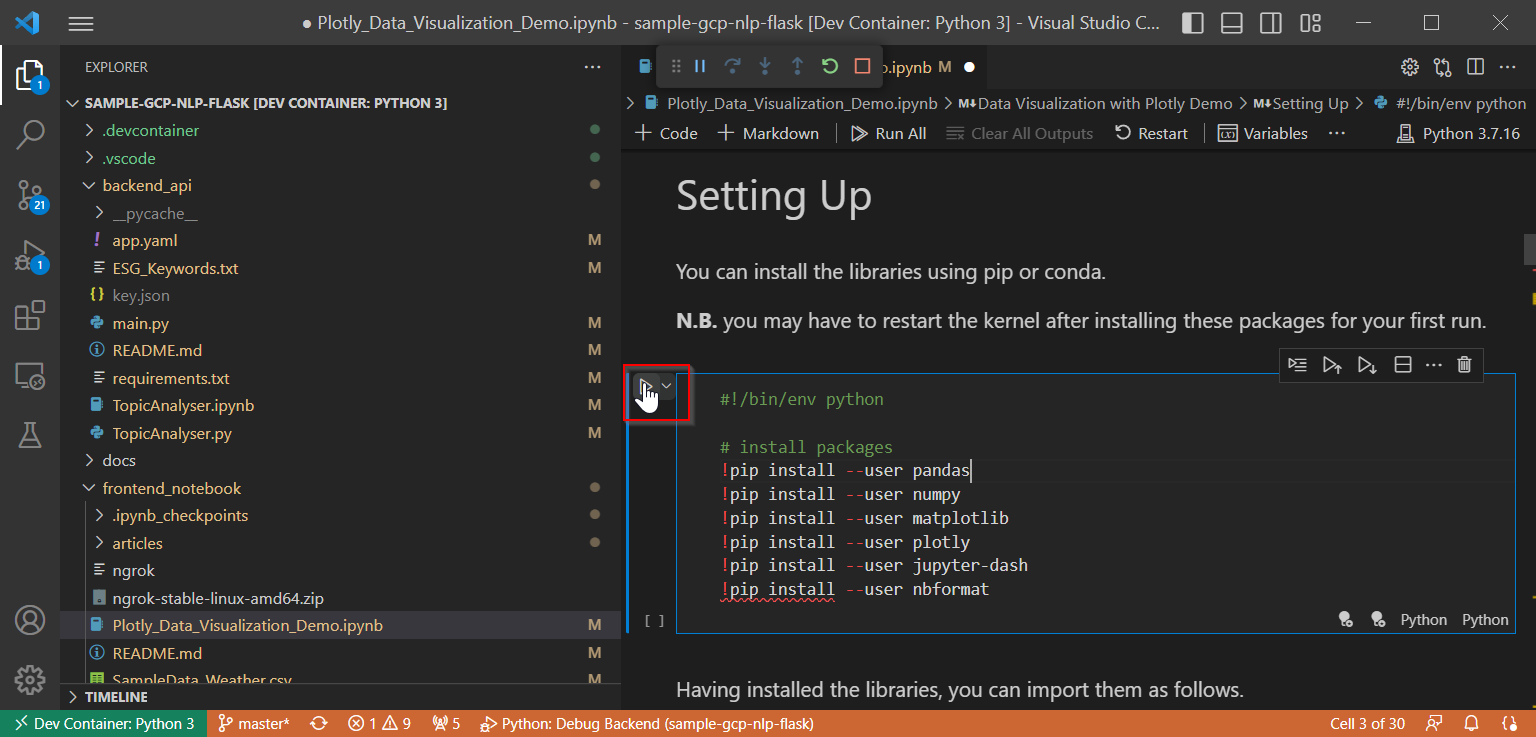 ● Plotly_Data_Visualization_Demo.ipynb - sample-gcp-nlp-flask [Dev Container: Python 3] - Visual Studio C...
EXPLORER
SAMPLE-GCP-NLP-FLASK [DEV CONTAINER: PYTHON 3]
.devcontainer
.vscode
backend_api
__pycache__
! app.yaml M
ESG_Keywords.txt M
{} key.json
main.py M
README.md M
requirements.txt M
TopicAnalyser.ipynb M
TopicAnalyser.py M
docs
frontend_notebook
.ipynb_checkpoints
articles
ngrok
ngrok-stable-linux-amd64.zip
Plotly_Data_Visualization_Demo.ipynb M
README.md M
SampleData_Weather.csv M
TIMELINE
1
21
1
o.ipynb M ●
Plotly_Data_Visualization_Demo.ipynb > M↓Data Visualization with Plotly Demo > M↓Setting Up > #!/bin/env python
+ Code + Markdown Run All Clear All Outputs Restart Variables ... Python 3.7.16
Setting Up
You can install the libraries using pip or conda.
N.B. you may have to restart the kernel after installing these packages for your first run.
#!/bin/env python
# install packages
!pip install --user pandas
!pip install --user numpy
!pip install --user matplotlib
!pip install --user plotly
!pip install --user jupyter-dash
!pip install --user nbformat
[ ] Python Python
Having installed the libraries, you can import them as follows.
Dev Container: Python 3 master* 1 9 5 Python: Debug Backend (sample-gcp-nlp-flask) Cell 3 of 30